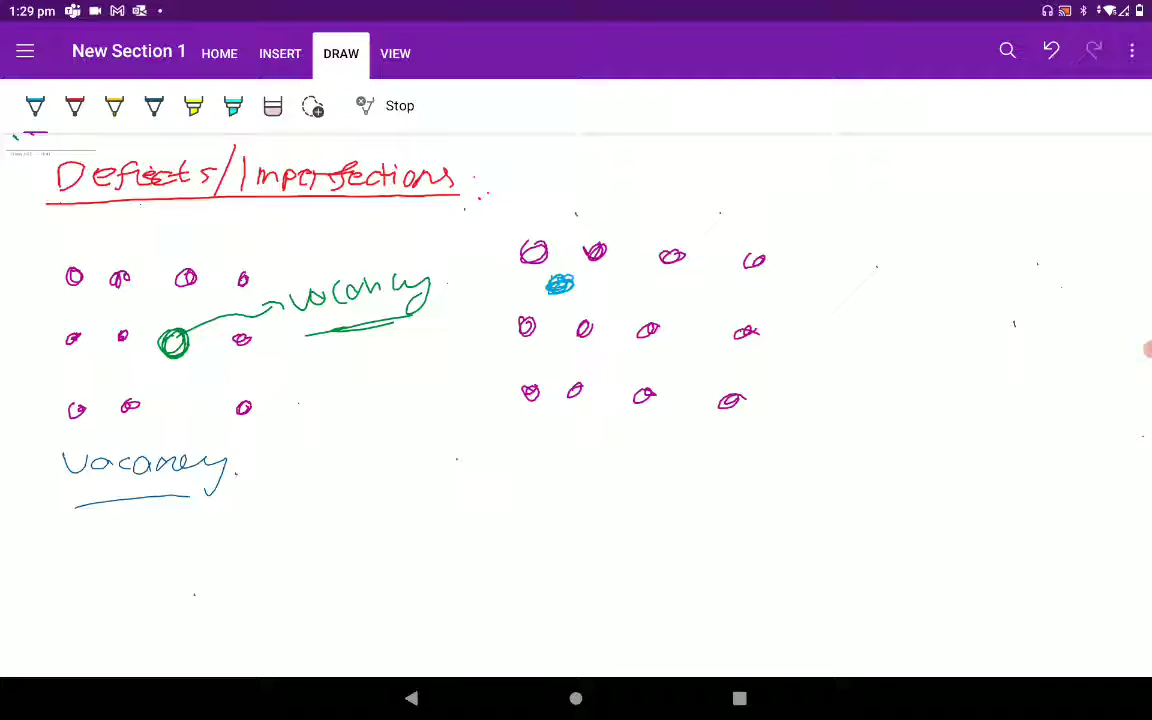 1:29 pm
New Section 1 HOME INSERT DRAW VIEW
Stop
Defects/Imperfections :
vacancy
vacancy.